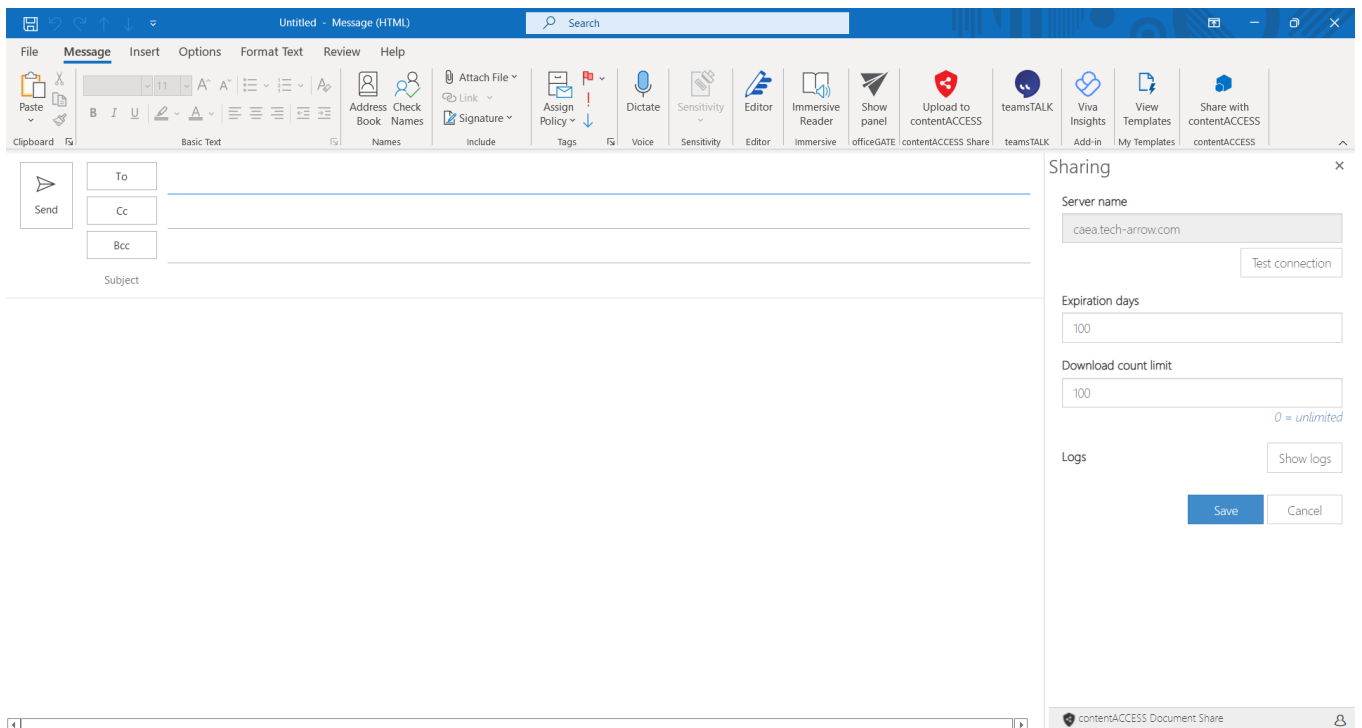 Untitled - Message (HTML)
Search
File Message Insert Options Format Text Review Help
Paste
11
B I U
Address Book
Check Names
Attach File
Link
Signature
Assign Policy
Dictate
Sensitivity
Editor
Immersive Reader
Show panel
Upload to contentACCESS
teamsTALK
Viva Insights
View Templates
Share with contentACCESS
Clipboard Basic Text Names Include Tags Voice Sensitivity Editor Immersive officeGATE contentACCESS Share teamsTALK Add-in My Templates contentACCESS
Send
To
Cc
Bcc
Subject
Sharing
Server name
caea.tech-arrow.com
Test connection
Expiration days
100
Download count limit
100
0 = unlimited
Logs
Show logs
Save Cancel
contentACCESS Document Share